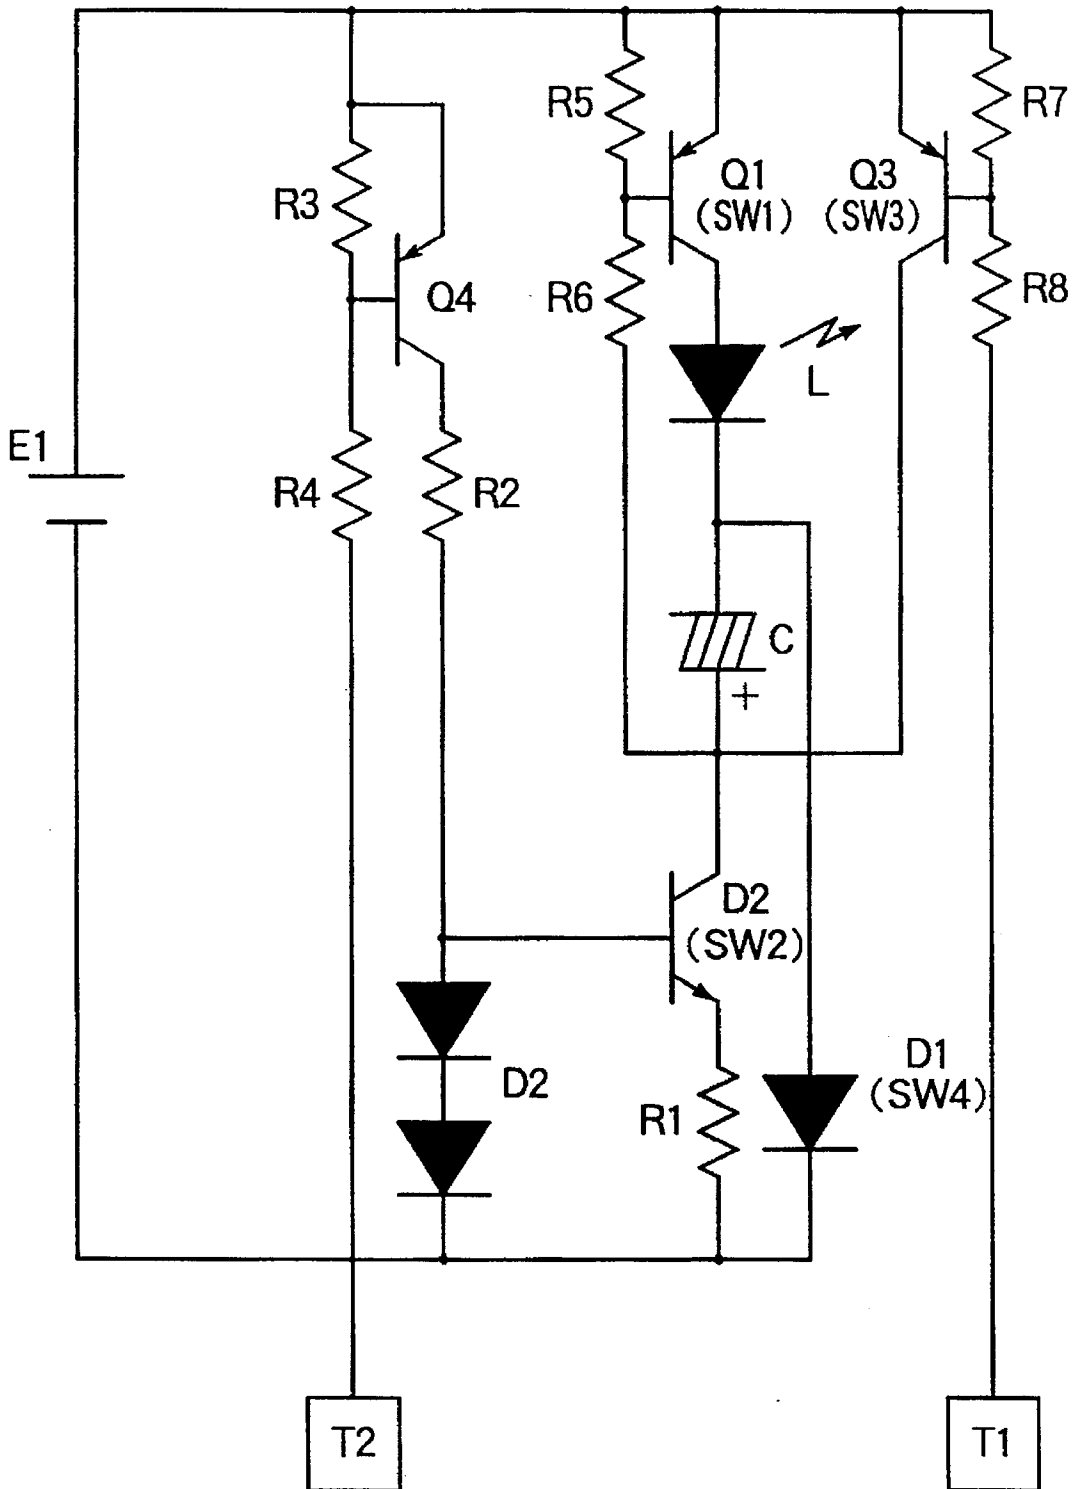 R5
R7
Q1
(SW1)
Q3
(SW3)
R3
R6
Q4
R8
L
E1
R4
R2
C
+
D2
(SW2)
D1
(SW4)
D2
R1
T2
T1